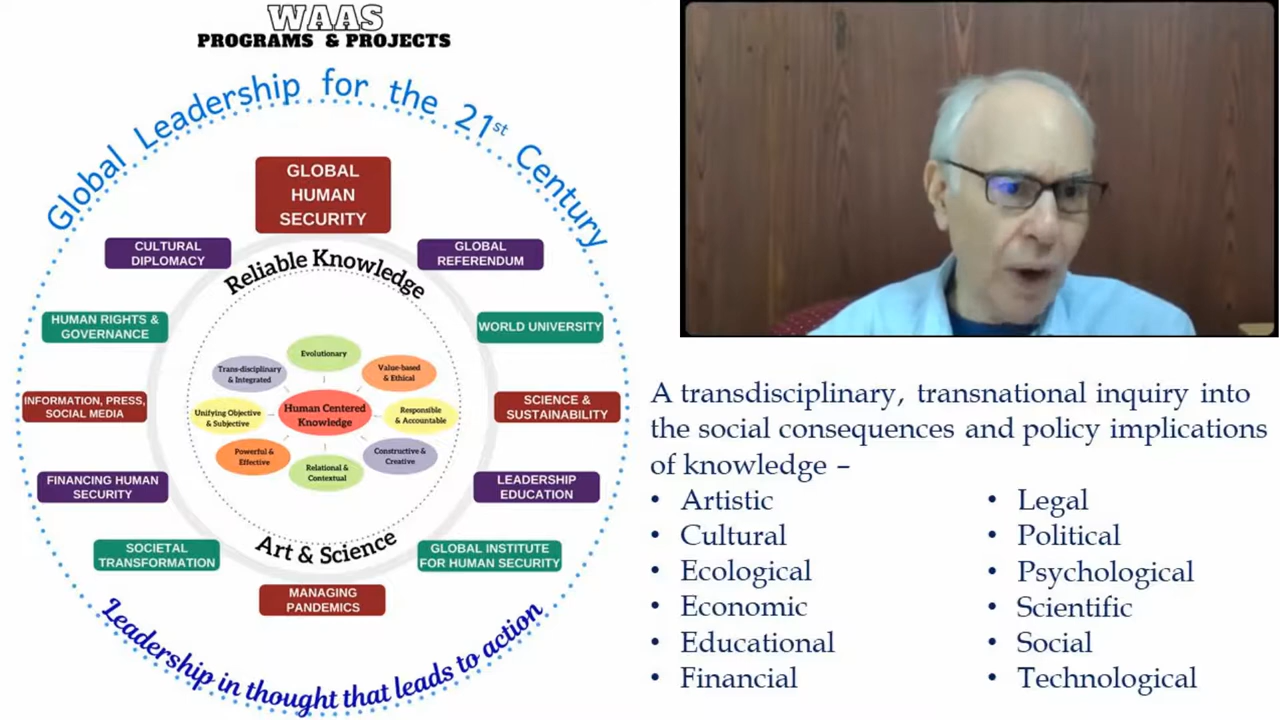 WAAS
PROGRAMS & PROJECTS
Global Leadership for the 21st Century
GLOBAL
HUMAN
SECURITY
CULTURAL
DIPLOMACY
GLOBAL
REFERENDUM
HUMAN RIGHTS &
GOVERNANCE
WORLD UNIVERSITY
INFORMATION, PRESS,
SOCIAL MEDIA
SCIENCE &
SUSTAINABILITY
FINANCING HUMAN
SECURITY
LEADERSHIP
EDUCATION
SOCIETAL
TRANSFORMATION
GLOBAL INSTITUTE
FOR HUMAN SECURITY
MANAGING
PANDEMICS
Reliable Knowledge
Evolutionary
Trans-disciplinary
& Integrated
Value-based
& Ethical
Unifying Objective
& Subjective
Human Centered
Knowledge
Responsible
& Accountable
Powerful &
Effective
Relational &
Contextual
Constructive &
Creative
Art & Science
Leadership in thought that leads to action
A transdisciplinary, transnational inquiry into
the social consequences and policy implications
of knowledge –
• Artistic
• Cultural
• Ecological
• Economic
• Educational
• Financial
• Legal
• Political
• Psychological
• Scientific
• Social
• Technological